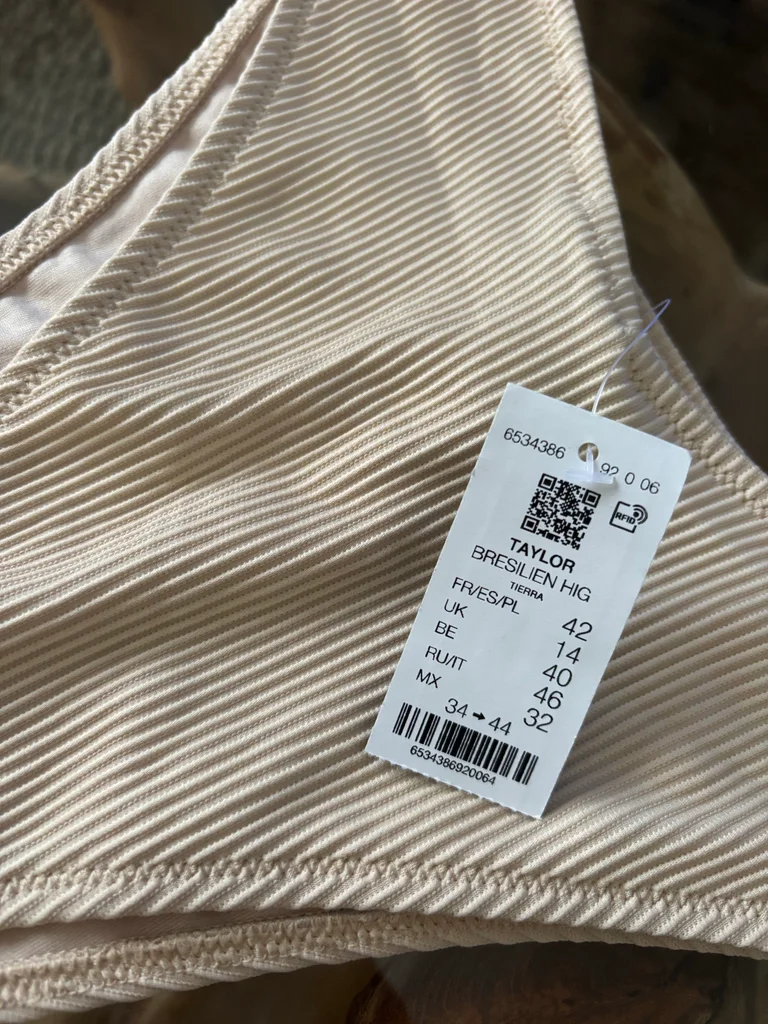 6534386 92 0 06
RFID
TAYLOR
BRESILIEN HIG
TIERRA
FR/ES/PL 42
UK 14
BE 40
RU/IT 46
MX 32
34 → 44
6534386920064